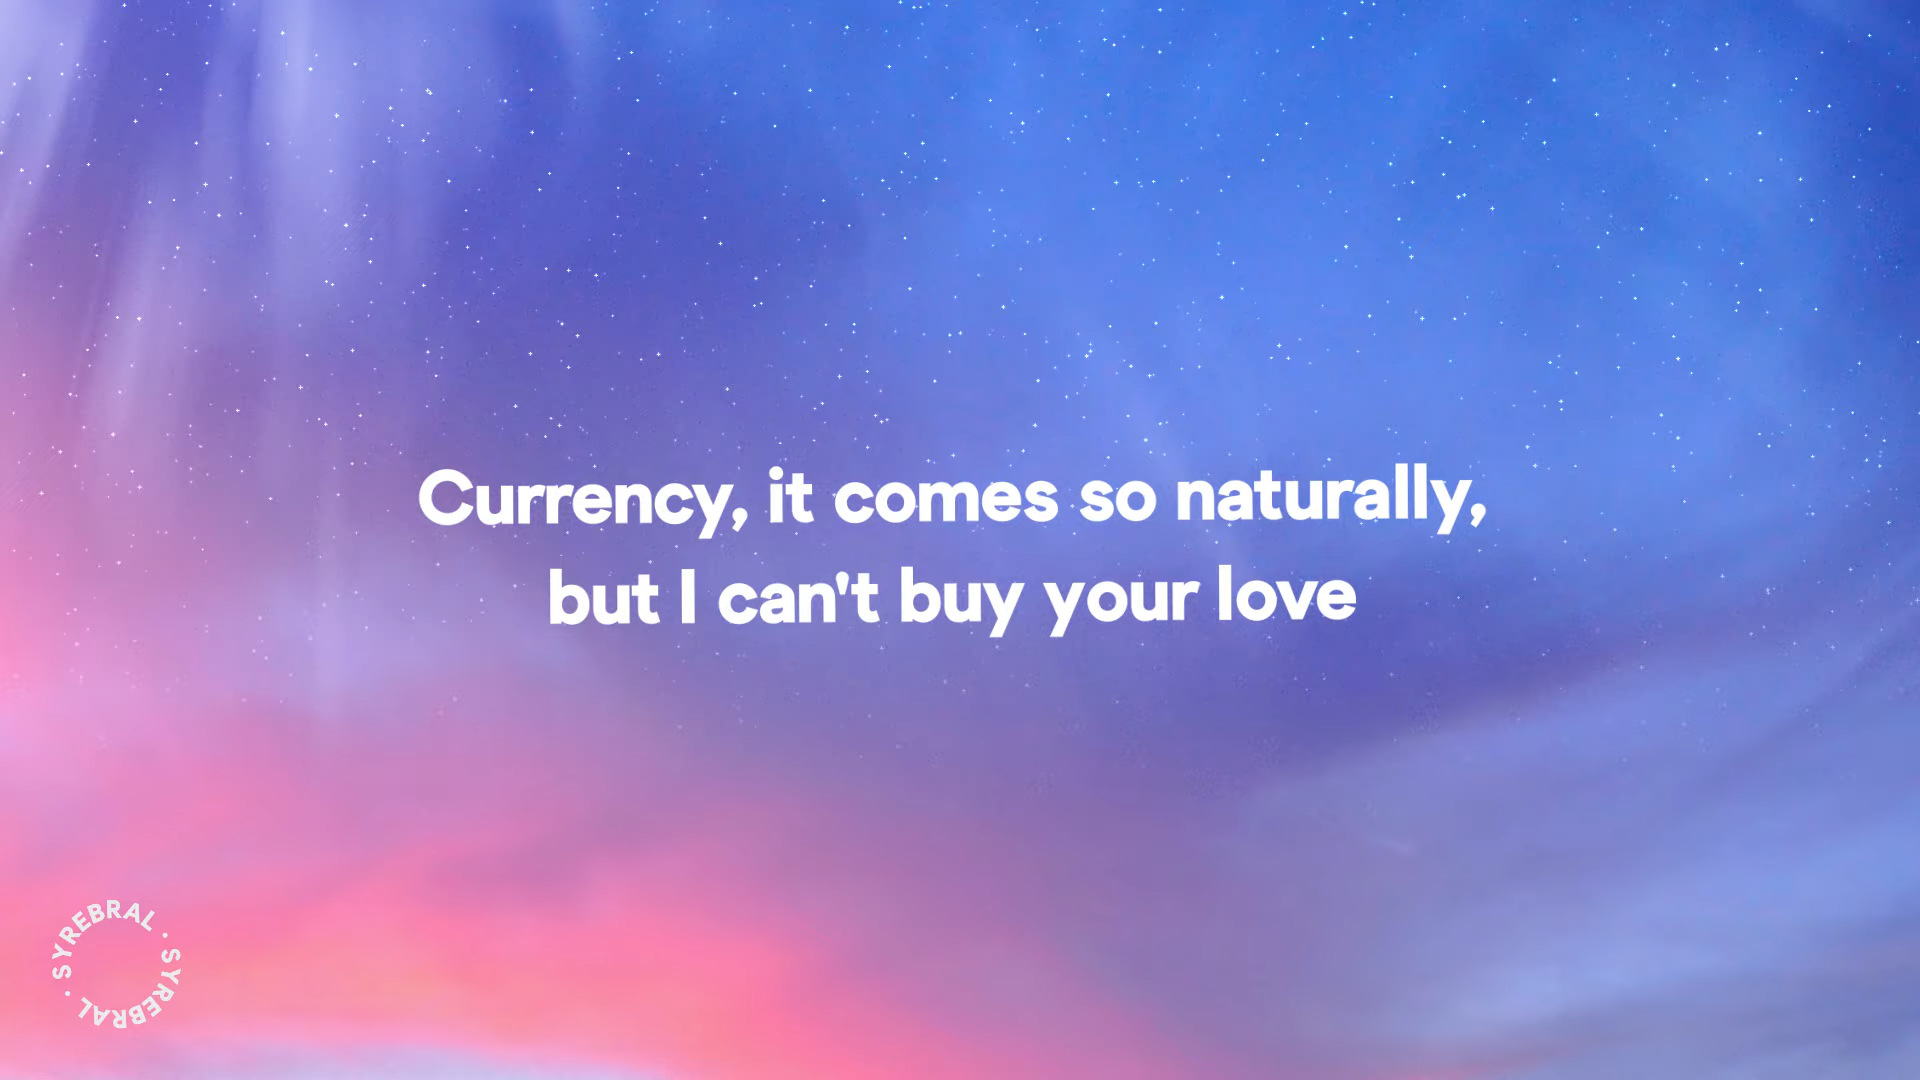 Currency, it comes so naturally,
but I can't buy your love
SYREBRAL · SYREBRAL ·